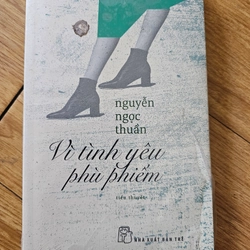 nguyễn
ngọc
thuần
Vì tình yêu
phù phiếm
tiểu thuyết
NHÀ XUẤT BẢN TRẺ